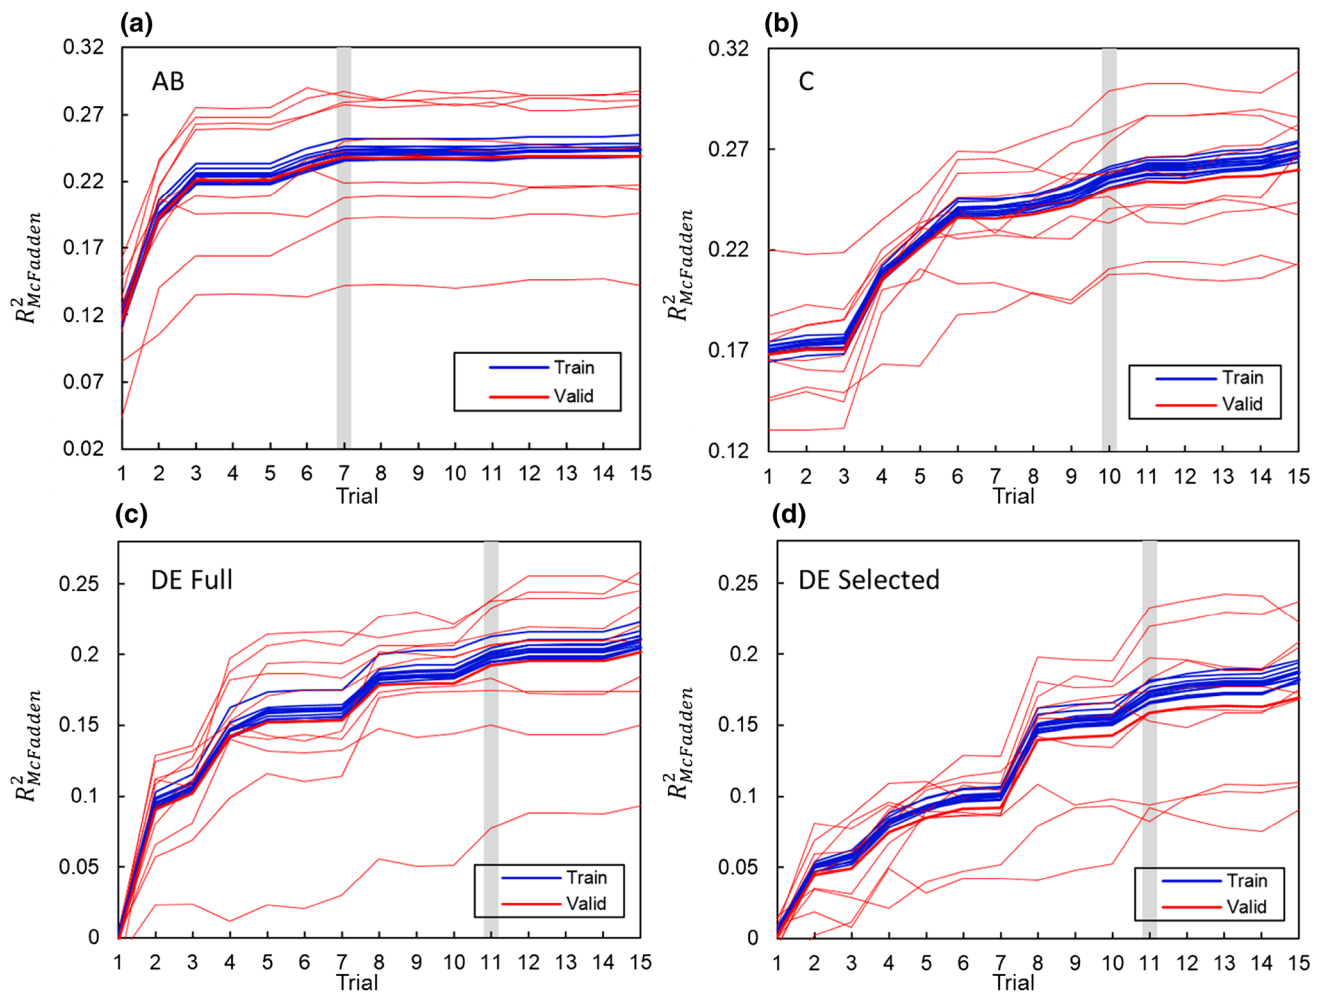 (a)
0.32
0.27
0.22
0.17
0.12
0.07
0.02
R²McFadden
AB
Train
Valid
1 2 3 4 5 6 7 8 9 10 11 12 13 14 15
Trial
(b)
0.32
0.27
0.22
0.17
0.12
R²McFadden
C
Train
Valid
1 2 3 4 5 6 7 8 9 10 11 12 13 14 15
Trial
(c)
0.25
0.2
0.15
0.1
0.05
0
R²McFadden
DE Full
Train
Valid
1 2 3 4 5 6 7 8 9 10 11 12 13 14 15
Trial
(d)
0.25
0.2
0.15
0.1
0.05
0
R²McFadden
DE Selected
Train
Valid
1 2 3 4 5 6 7 8 9 10 11 12 13 14 15
Trial